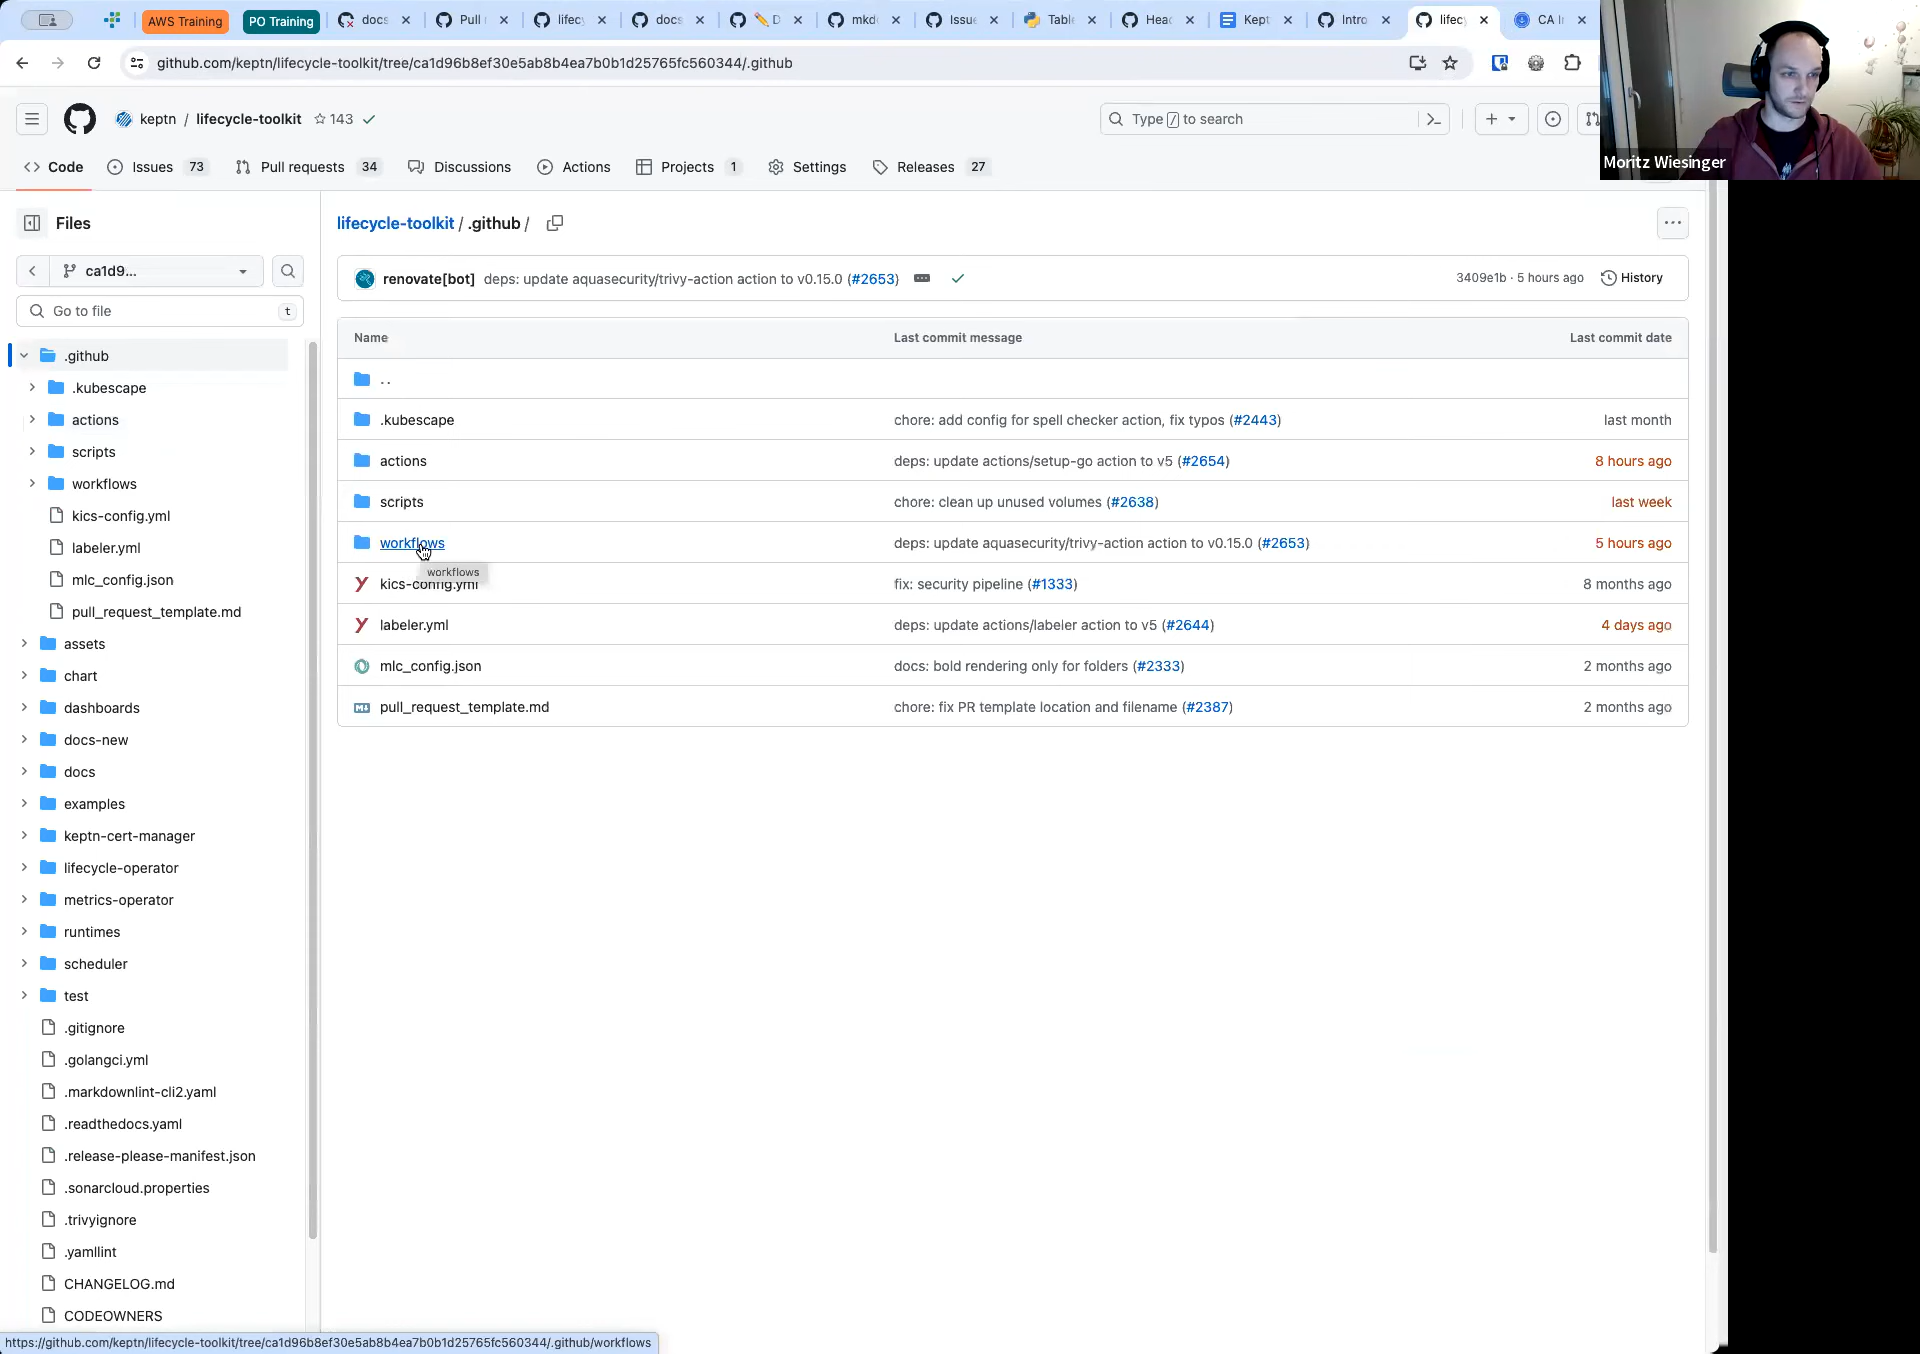 AWS Training
PO Training
docs
Pull
lifecy
docs
D
mkd
Issue
Table
Head
Kept
Intro
lifec
CA I
github.com/keptn/lifecycle-toolkit/tree/ca1d96b8ef30e5ab8b4ea7b0b1d25765fc560344/.github
keptn / lifecycle-toolkit
143
Type / to search
Moritz Wiesinger
Code
Issues 73
Pull requests 34
Discussions
Actions
Projects 1
Settings
Releases 27
Files
ca1d9...
Go to file
t
.github
.kubescape
actions
scripts
workflows
kics-config.yml
labeler.yml
mlc_config.json
pull_request_template.md
assets
chart
dashboards
docs-new
docs
examples
keptn-cert-manager
lifecycle-operator
metrics-operator
runtimes
scheduler
test
.gitignore
.golangci.yml
.markdownlint-cli2.yaml
.readthedocs.yaml
.release-please-manifest.json
.sonarcloud.properties
.trivyignore
.yamllint
CHANGELOG.md
CODEOWNERS
lifecycle-toolkit / .github /
renovate[bot] deps: update aquasecurity/trivy-action action to v0.15.0 (#2653)
3409e1b · 5 hours ago
History
Name Last commit message Last commit date
..
.kubescape chore: add config for spell checker action, fix typos (#2443) last month
actions deps: update actions/setup-go action to v5 (#2654) 8 hours ago
scripts chore: clean up unused volumes (#2638) last week
workflows deps: update aquasecurity/trivy-action action to v0.15.0 (#2653) 5 hours ago
workflows
kics-config.yml fix: security pipeline (#1333) 8 months ago
labeler.yml deps: update actions/labeler action to v5 (#2644) 4 days ago
mlc_config.json docs: bold rendering only for folders (#2333) 2 months ago
pull_request_template.md chore: fix PR template location and filename (#2387) 2 months ago
https://github.com/keptn/lifecycle-toolkit/tree/ca1d96b8ef30e5ab8b4ea7b0b1d25765fc560344/.github/workflows